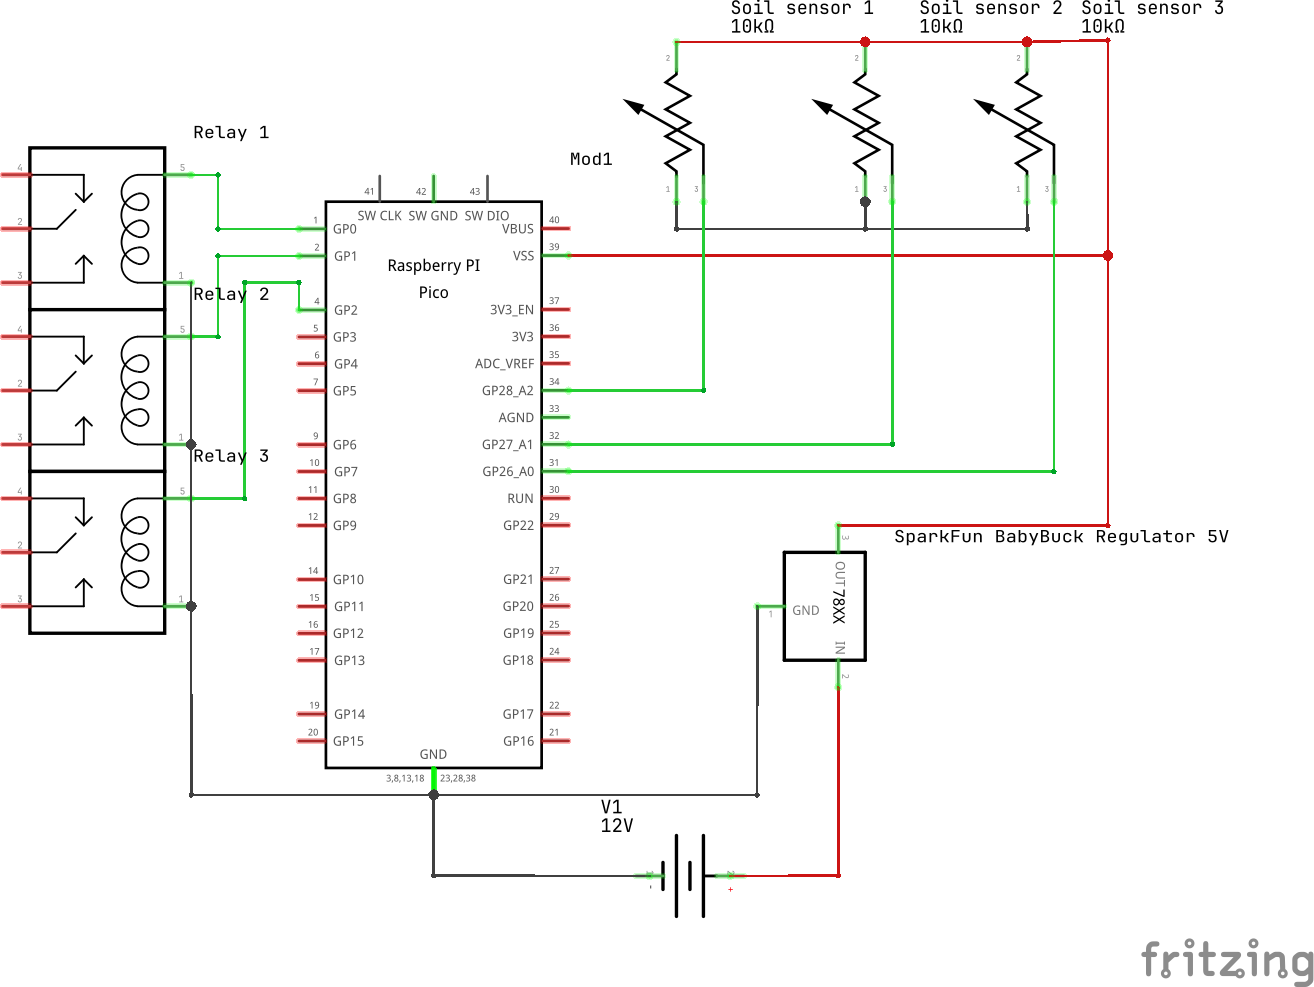 Soil sensor 1
10kΩ
Soil sensor 2
10kΩ
Soil sensor 3
10kΩ
2
2
2
1
3
1
3
1
3
Relay 1
4
2
3
5
1
Relay 2
4
2
3
5
1
Relay 3
4
2
3
5
1
Mod1
41
42
43
SW CLK
SW GND
SW DIO
Raspberry PI
Pico
1 GP0
2 GP1
4 GP2
5 GP3
6 GP4
7 GP5
9 GP6
10 GP7
11 GP8
12 GP9
14 GP10
15 GP11
16 GP12
17 GP13
19 GP14
20 GP15
VBUS 40
VSS 39
3V3_EN 37
3V3 36
ADC_VREF 35
GP28_A2 34
AGND 33
GP27_A1 32
GP26_A0 31
RUN 30
GP22 29
GP21 27
GP20 26
GP19 25
GP18 24
GP17 22
GP16 21
GND
3,8,13,18
23,28,38
SparkFun BabyBuck Regulator 5V
3
OUT
78XX
GND
1
IN
2
V1
12V
1
-
2
+
fritzing